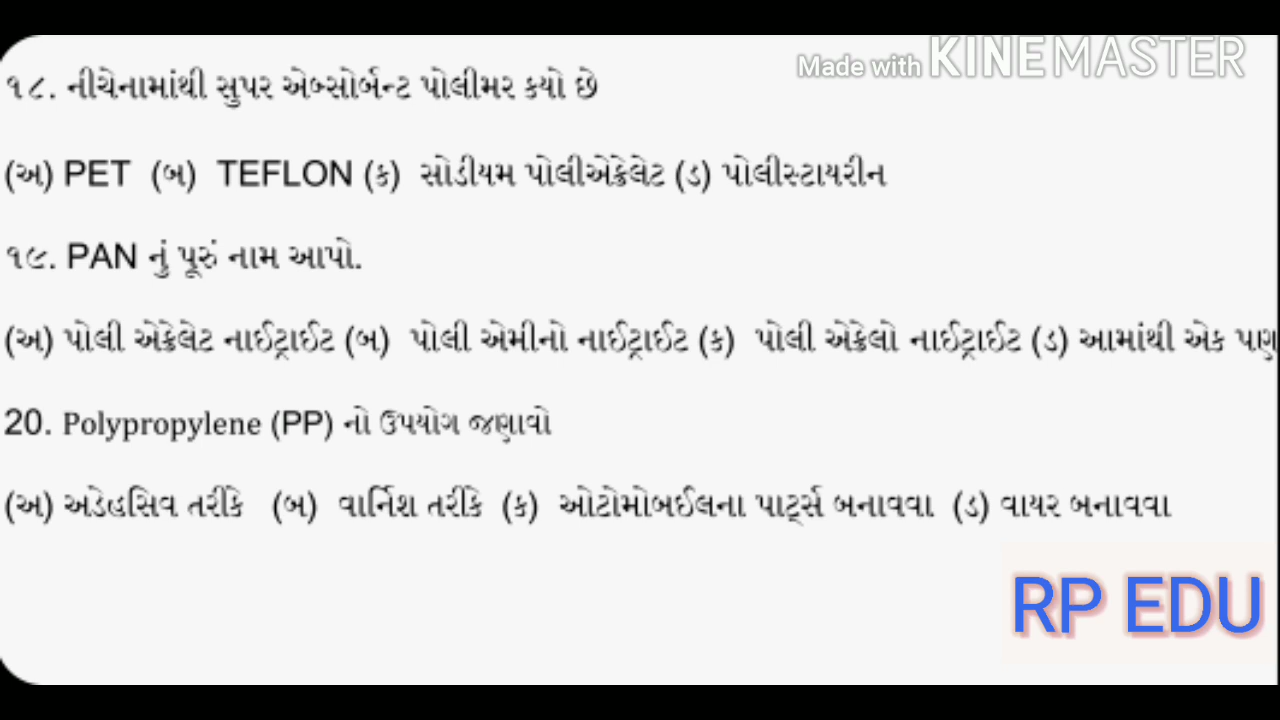 Made with KINEMASTER
૧૮. નીચેનામાંથી સુપર એબ્સોર્બન્ટ પોલીમર કયો છે
(અ) PET (બ) TEFLON (ક) સોડીયમ પોલીએક્રેલેટ (ડ) પોલીસ્ટાયરીન
૧૯. PAN નું પૂરું નામ આપો.
(અ) પોલી એક્રેલેટ નાઈટ્રાઈટ (બ) પોલી એમીનો નાઈટ્રાઈટ (ક) પોલી એક્રેલો નાઈટ્રાઈટ (ડ) આમાંથી એક પણ
20. Polypropylene (PP) નો ઉપયોગ જણાવો
(અ) અડેહસિવ તરીકે (બ) વાર્નિશ તરીકે (ક) ઓટોમોબઈલના પાર્ટ્સ બનાવવા (ડ) વાયર બનાવવા
RP EDU